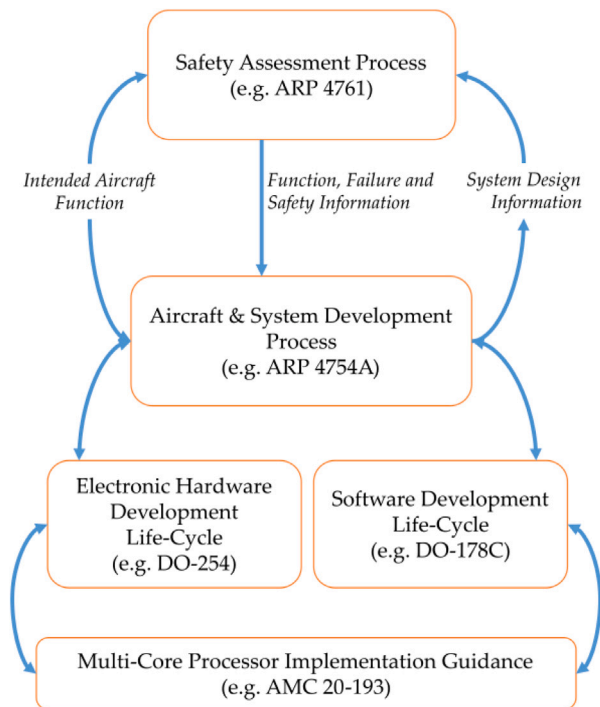 Safety Assessment Process
(e.g. ARP 4761)
Intended Aircraft
Function
Function, Failure and
Safety Information
System Design
Information
Aircraft & System Development
Process
(e.g. ARP 4754A)
Electronic Hardware
Development
Life-Cycle
(e.g. DO-254)
Software Development
Life-Cycle
(e.g. DO-178C)
Multi-Core Processor Implementation Guidance
(e.g. AMC 20-193)